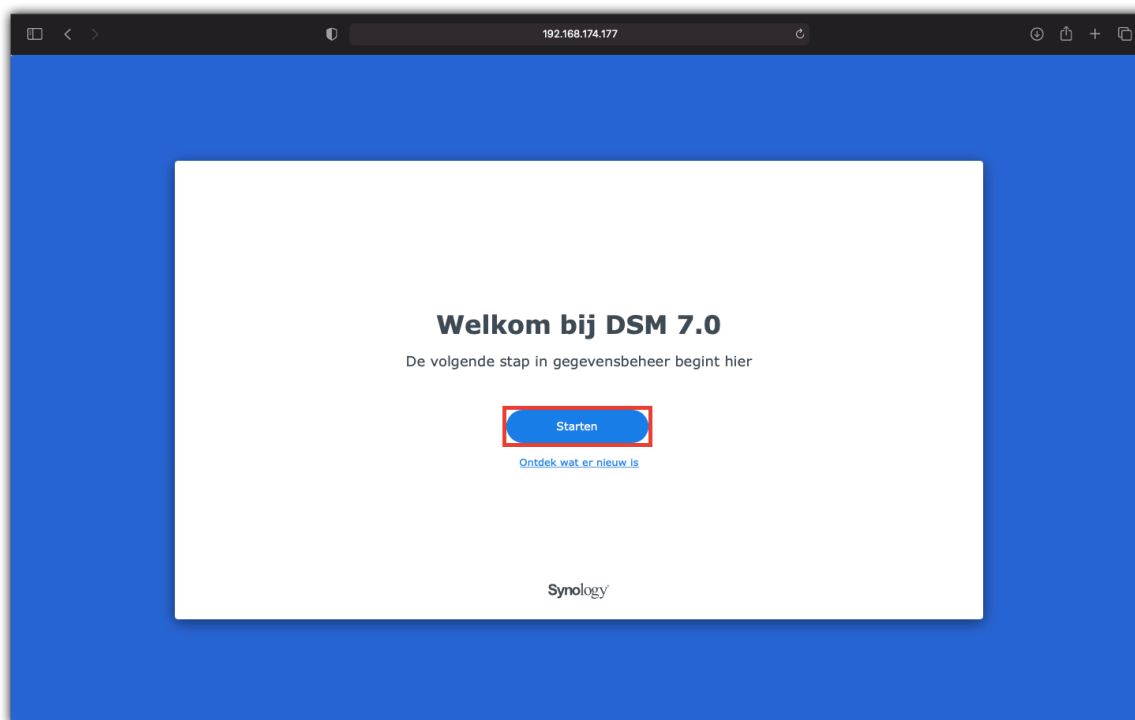 192.168.174.177
Welkom bij DSM 7.0
De volgende stap in gegevensbeheer begint hier
Starten
Ontdek wat er nieuw is
Synology